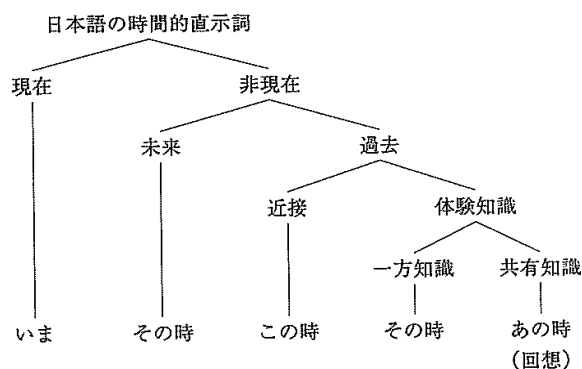 日本語の時間的直示詞
現在 非現在
未来 過去
近接 体験知識
一方知識 共有知識
いま その時 この時 その時 あの時
(回想)